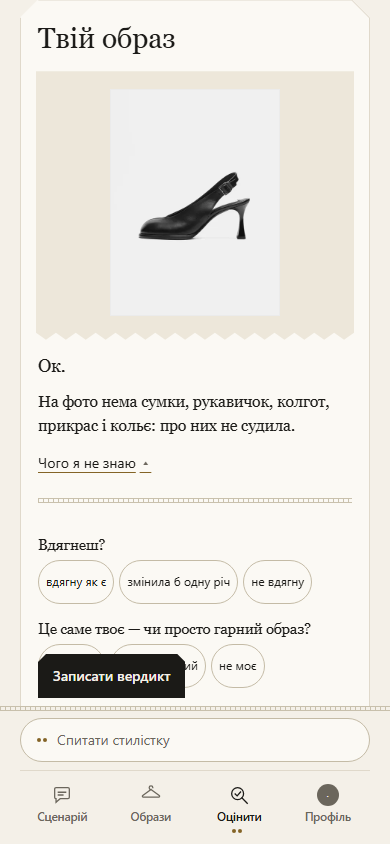 Твій образ
Ок.
На фото нема сумки, рукавичок, колгот,
прикрас і кольє: про них не судила.
Чого я не знаю
Вдягнеш?
вдягну як є
змінила б одну річ
не вдягну
Це саме твоє — чи просто гарний образ?
не моє
Записати вердикт
Спитати стилістку
Сценарій
Образи
Оцінити
Профіль